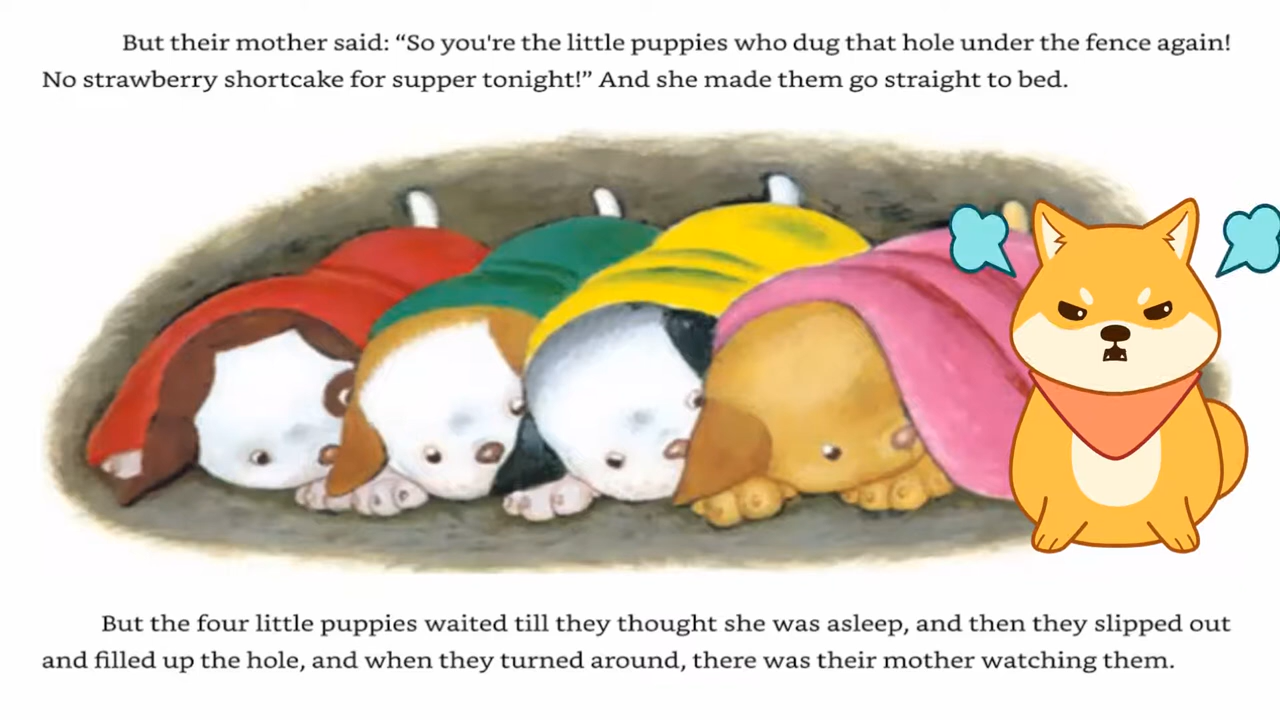 But their mother said: “So you're the little puppies who dug that hole under the fence again!
No strawberry shortcake for supper tonight!” And she made them go straight to bed.
But the four little puppies waited till they thought she was asleep, and then they slipped out
and filled up the hole, and when they turned around, there was their mother watching them.